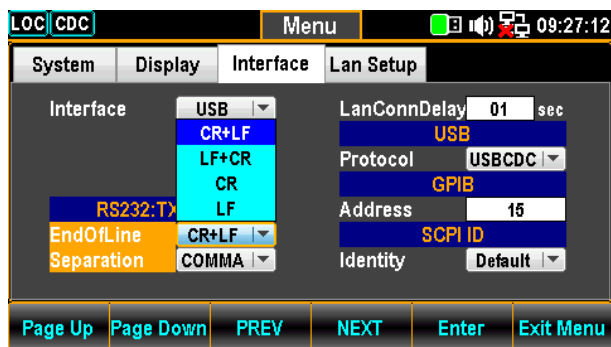 LOC CDC Menu 09:27:12
System Display Interface Lan Setup
Interface USB
CR+LF
LF+CR
CR
LF
RS232:TX
EndOfLine CR+LF
Separation COMMA
LanConnDelay 01 sec
USB
Protocol USBCDC
GPIB
Address 15
SCPI ID
Identity Default
Page Up Page Down PREV NEXT Enter Exit Menu